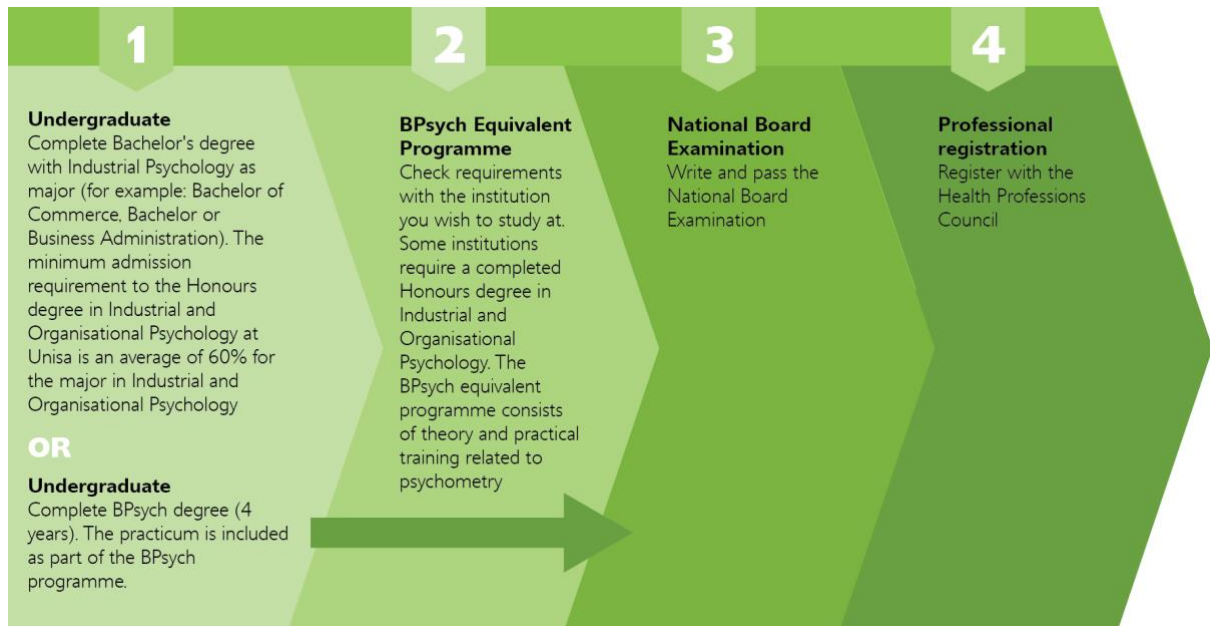 1
2
3
4
Undergraduate
Complete Bachelor's degree
with Industrial Psychology as
major (for example: Bachelor of
Commerce, Bachelor or
Business Administration). The
minimum admission
requirement to the Honours
degree in Industrial and
Organisational Psychology at
Unisa is an average of 60% for
the major in Industrial and
Organisational Psychology
OR
Undergraduate
Complete BPsych degree (4
years). The practicum is included
as part of the BPsych
programme.
BPsych Equivalent
Programme
Check requirements
with the institution
you wish to study at.
Some institutions
require a completed
Honours degree in
Industrial and
Organisational
Psychology. The
BPsych equivalent
programme consists
of theory and practical
training related to
psychometry
National Board
Examination
Write and pass the
National Board
Examination
Professional
registration
Register with the
Health Professions
Council